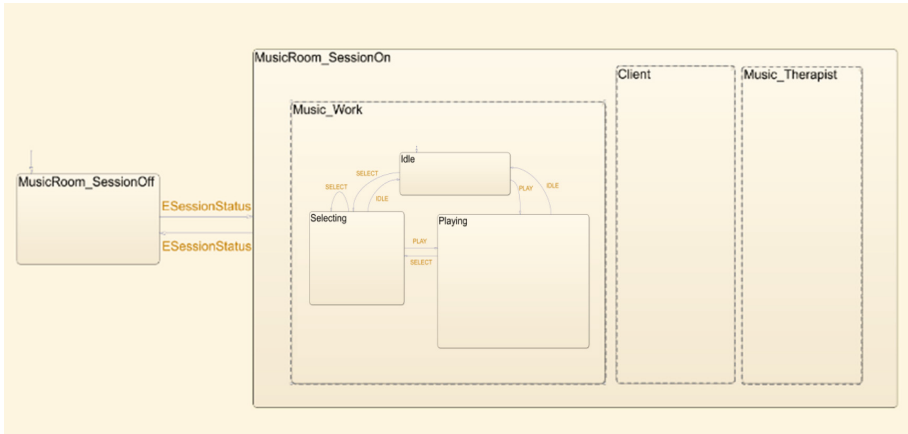 MusicRoom_SessionOn
Client
Music_Therapist
Music_Work
Idle
SELECT
SELECT
IDLE
PLAY
IDLE
MusicRoom_SessionOff
ESessionStatus
Selecting
Playing
PLAY
ESessionStatus
SELECT